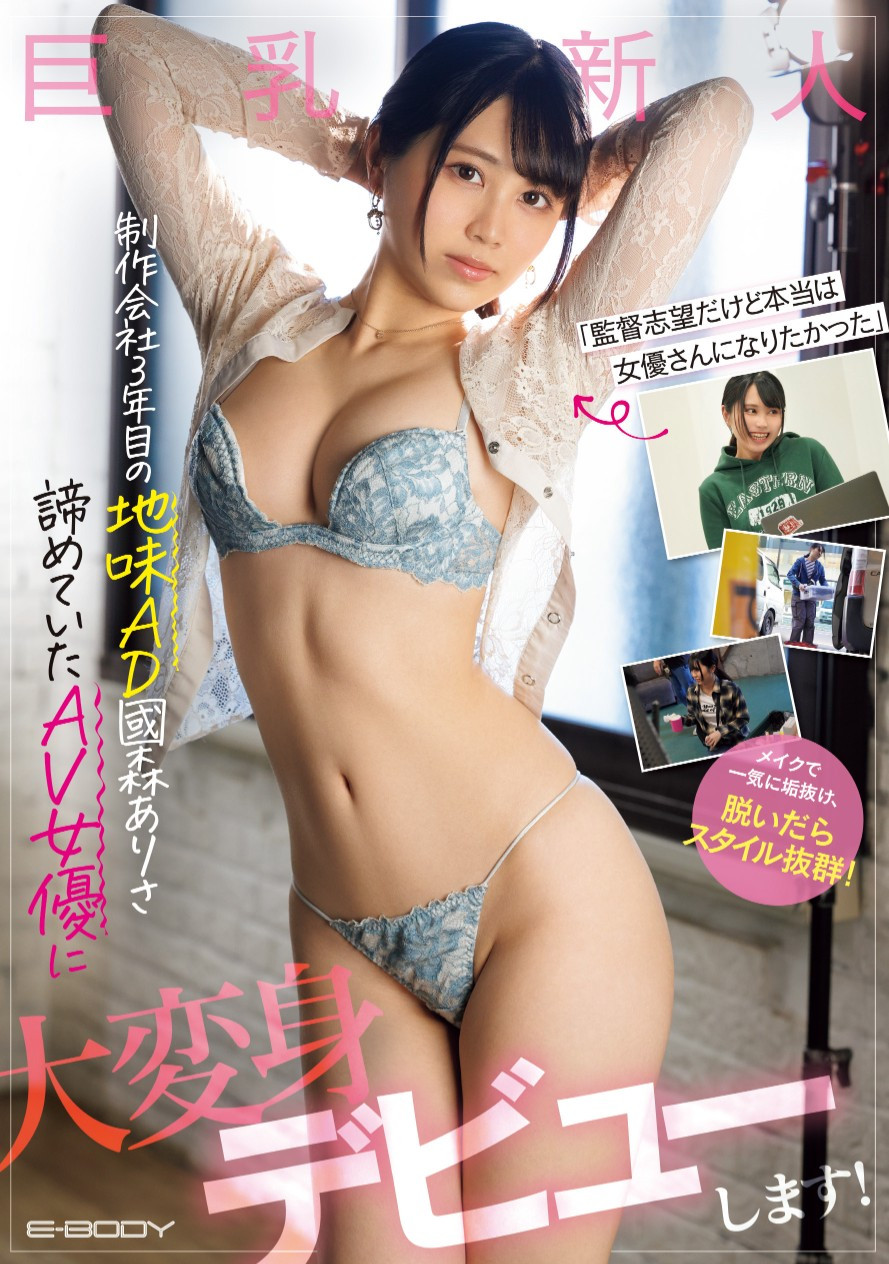 巨乳新人
「監督志望だけど本当は
女優さんになりたかった」
制作会社3年目の地味AD國森ありさ
諦めていたAV女優に
EASTERN
1926
メイクで
一気に垢抜け、
脱いだら
スタイル抜群!
大変身
デビューします!
E-BODY